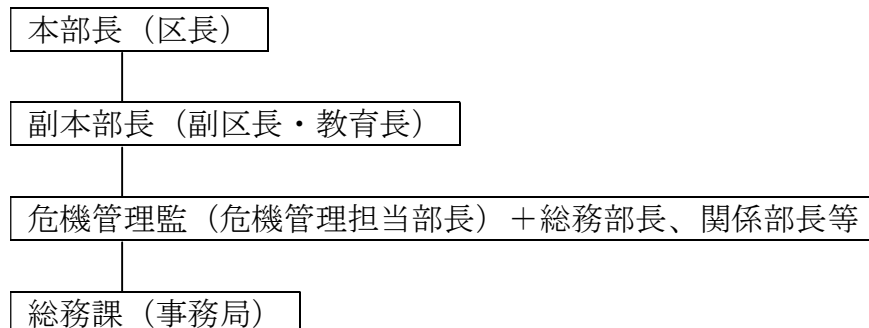 本部長（区長）
副本部長（副区長・教育長）
危機管理監（危機管理担当部長）＋総務部長、関係部長等
総務課（事務局）